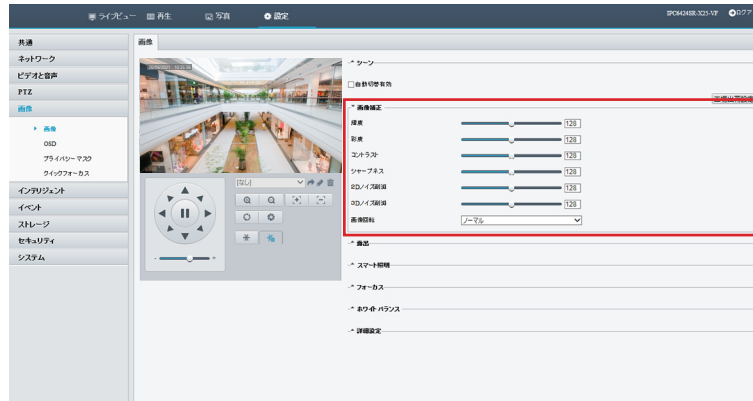 ライブビュー 再生 写真 設定 IPC6424SR-X25-VF
共通
ネットワーク
ビデオと音声
PTZ
画像
画像
OSD
プライバシーマスク
クイックフォーカス
インテリジェント
イベント
ストレージ
セキュリティ
システム
画像
[なし]
シーン
自動切替有効
画像補正
輝度 128
彩度 128
コントラスト 128
シャープネス 128
2Dノイズ削減 128
3Dノイズ削減 128
画像回転 ノーマル
露出
スマート照明
フォーカス
ホワイトバランス
詳細設定